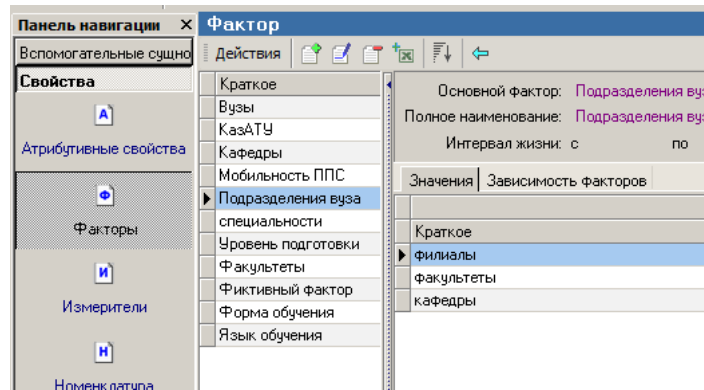 Панель навигации
Вспомогательные сущно
Свойства
А
Атрибутивные свойства
Ф
Факторы
И
Измерители
Н
Номенклатура
Фактор
Действия
Краткое
Вузы
КазАТУ
Кафедры
Мобильность ППС
Подразделения вуза
специальности
Уровень подготовки
Факультеты
Фиктивный фактор
Форма обучения
Язык обучения
Основной фактор: Подразделения вуз
Полное наименование: Подразделения вуз
Интервал жизни: с по
Значения Зависимость факторов
Краткое
филиалы
факультеты
кафедры